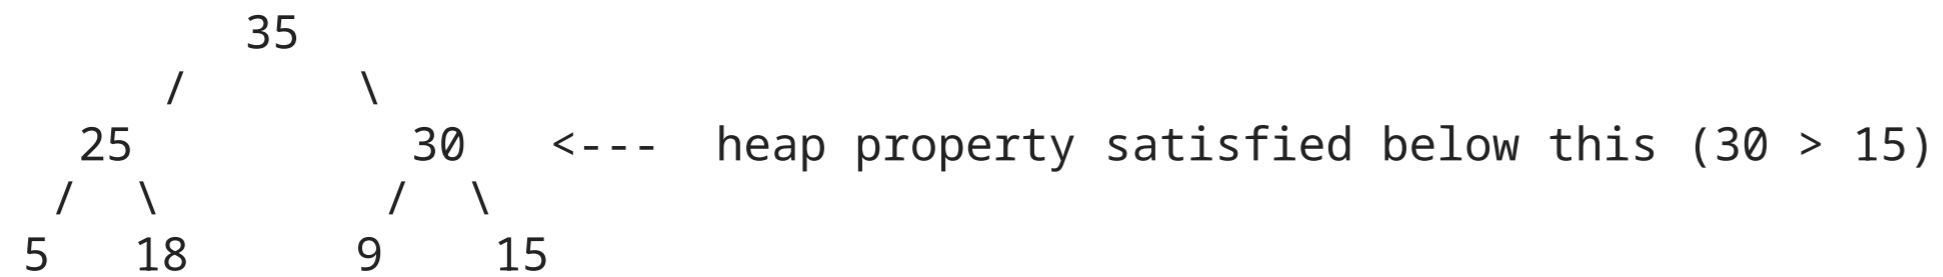 35
/ \
25 30 <--- heap property satisfied below this (30 > 15)
/ \ / \
5 18 9 15